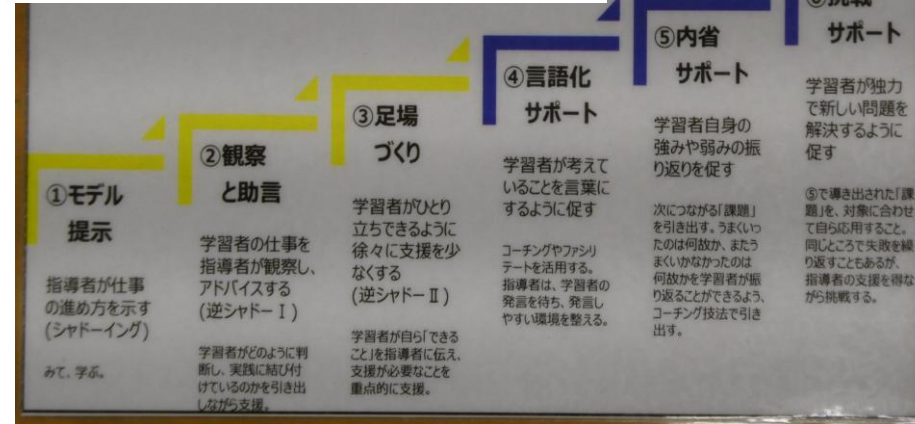 ①モデル
提示
指導者が仕事
の進め方を示す
(シャドーイング)
みて、学ぶ。
②観察
と助言
学習者の仕事を
指導者が観察し、
アドバイスする
(逆シャドーⅠ)
学習者がどのように判
断し、実践に結び付
けているのかを引き出
しながら支援。
③足場
づくり
学習者がひとり
立ちできるように
徐々に支援を少
なくする
(逆シャドーⅡ)
学習者が自ら「できる
こと」を指導者に伝え、
支援が必要なことを
重点的に支援。
④言語化
サポート
学習者が考えて
いることを言葉に
するように促す
コーチングやファシリ
テートを活用する。
指導者は、学習者の
発言を待ち、発言し
やすい環境を整える。
⑤内省
サポート
学習者自身の
強みや弱みの振
り返りを促す
次につながる「課題」
を引き出す。うまくいっ
たのは何故か、またう
まくいかなかったのは
何故かを学習者が振
り返ることができるよう、
コーチング技法で引き
出す。
⑥挑戦
サポート
学習者が独力
で新しい問題を
解決するように
促す
⑤で導き出された「課
題」を、対象に合わせ
て自ら応用すること。
同じところで失敗を繰
り返すこともあるが、
指導者の支援を得な
がら挑戦する。